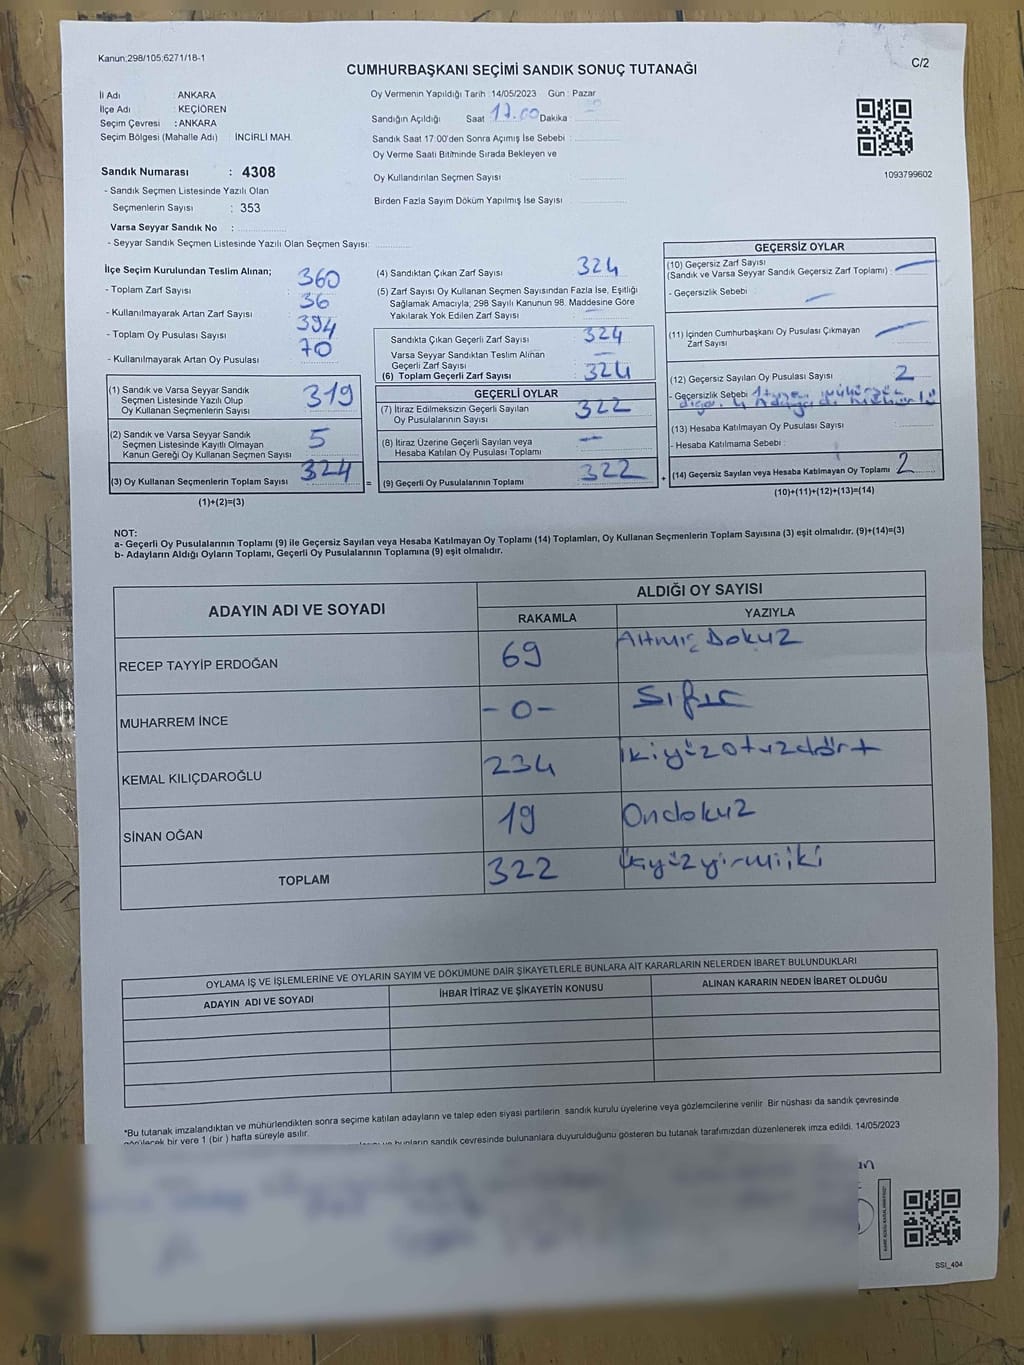 Kanun:298/105,6271/18-1
C/2
CUMHURBAŞKANI SEÇİMİ SANDIK SONUÇ TUTANAĞI
İl Adı : ANKARA
İlçe Adı : KEÇİÖREN
Seçim Çevresi : ANKARA
Seçim Bölgesi (Mahalle Adı) İNCİRLİ MAH.
Sandık Numarası : 4308
- Sandık Seçmen Listesinde Yazılı Olan
Seçmenlerin Sayısı : 353
Varsa Seyyar Sandık No :
- Seyyar Sandık Seçmen Listesinde Yazılı Olan Seçmen Sayısı:
Oy Vermenin Yapıldığı Tarih : 14/05/2023 Gün : Pazar
Sandığın Açıldığı Saat : 17.00 Dakika :
Sandık Saat 17:00'den Sonra Açımış İse Sebebi :
Oy Verme Saati Bitiminde Sırada Bekleyen ve
Oy Kullandırılan Seçmen Sayısı
Birden Fazla Sayım Döküm Yapılmış İse Sayısı
1093799602
İlçe Seçim Kurulundan Teslim Alınan;
- Toplam Zarf Sayısı : 360
- Kullanılmayarak Artan Zarf Sayısı : 36
- Toplam Oy Pusulası Sayısı : 394
- Kullanılmayarak Artan Oy Pusulası : 70
(1) Sandık ve Varsa Seyyar Sandık
Seçmen Listesinde Yazılı Olup
Oy Kullanan Seçmenlerin Sayısı 319
(2) Sandık ve Varsa Seyyar Sandık
Seçmen Listesinde Kayıtlı Olmayan
Kanun Gereği Oy Kullanan Seçmen Sayısı 5
(3) Oy Kullanan Seçmenlerin Toplam Sayısı 324 =
(1)+(2)=(3)
(4) Sandıktan Çıkan Zarf Sayısı : 324
(5) Zarf Sayısı Oy Kullanan Seçmen Sayısından Fazla İse, Eşitliği
Sağlamak Amacıyla; 298 Sayılı Kanunun 98. Maddesine Göre
Yakılarak Yok Edilen Zarf Sayısı : –
Sandıkta Çıkan Geçerli Zarf Sayısı : 324
Varsa Seyyar Sandıktan Teslim Alınan
Geçerli Zarf Sayısı –
(6) Toplam Geçerli Zarf Sayısı : 324
GEÇERLİ OYLAR
(7) İtiraz Edilmeksizin Geçerli Sayılan
Oy Pusulalarının Sayısı : 322
(8) İtiraz Üzerine Geçerli Sayılan veya
Hesaba Katılan Oy Pusulası Toplamı : –
(9) Geçerli Oy Pusulalarının Toplamı : 322 +
GEÇERSİZ OYLAR
(10) Geçersiz Zarf Sayısı
(Sandık ve Varsa Seyyar Sandık Geçersiz Zarf Toplamı) : –
- Geçersizlik Sebebi : –
(11) İçinden Cumhurbaşkanı Oy Pusulası Çıkmayan
Zarf Sayısı –
(12) Geçersiz Sayılan Oy Pusulası Sayısı : 2
- Geçersizlik Sebebi
(13) Hesaba Katılmayan Oy Pusulası Sayısı :
- Hesaba Katılmama Sebebi :
(14) Geçersiz Sayılan veya Hesaba Katılmayan Oy Toplamı 2
(10)+(11)+(12)+(13)=(14)
NOT:
a- Geçerli Oy Pusulalarının Toplamı (9) ile Geçersiz Sayılan veya Hesaba Katılmayan Oy Toplamı (14) Toplamları, Oy Kullanan Seçmenlerin Toplam Sayısına (3) eşit olmalıdır. (9)+(14)=(3)
b- Adayların Aldığı Oyların Toplamı, Geçerli Oy Pusulalarının Toplamına (9) eşit olmalıdır.
ADAYIN ADI VE SOYADI
ALDIĞI OY SAYISI
RAKAMLA YAZIYLA
RECEP TAYYİP ERDOĞAN 69 Altmış Dokuz
MUHARREM İNCE -0- Sıfır
KEMAL KILIÇDAROĞLU 234 ikiyüzotuzdört
SİNAN OĞAN 19 Ondokuz
TOPLAM 322 üçyüzyirmiiki
OYLAMA İŞ VE İŞLEMLERİNE VE OYLARIN SAYIM VE DÖKÜMÜNE DAİR ŞİKAYETLERLE BUNLARA AİT KARARLARIN NELERDEN İBARET BULUNDUKLARI
ADAYIN ADI VE SOYADI İHBAR İTİRAZ VE ŞİKAYETİN KONUSU ALINAN KARARIN NEDEN İBARET OLDUĞU
*Bu tutanak imzalandıktan ve mühürlendikten sonra seçime katılan adayların ve talep eden siyasi partilerin sandık kurulu üyelerine veya gözlemcilerine verilir Bir nüshası da sandık çevresinde
görülecek bir yere 1 (bir) hafta süreyle asılır.
bunların sandık çevresinde bulunanlara duyurulduğunu gösteren bu tutanak tarafımızdan düzenlenerek imza edildi. 14/05/2023
SSI_404